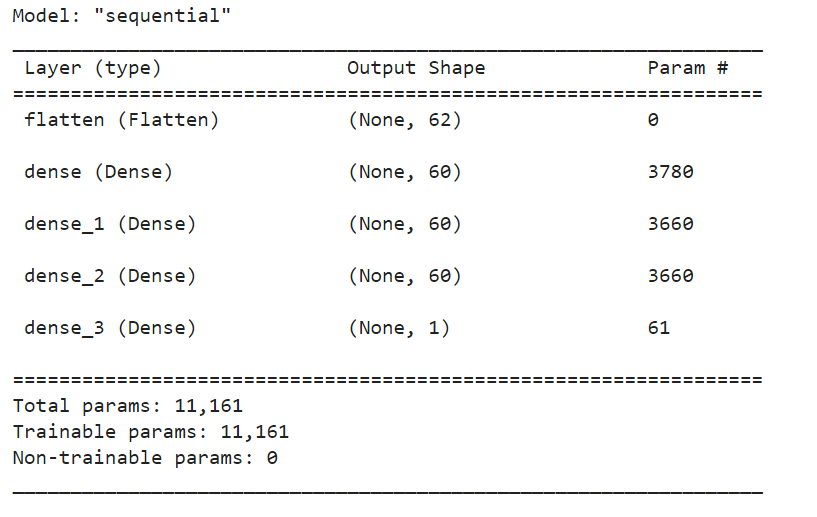 Model: "sequential"
_________________________________________________________________
Layer (type) Output Shape Param #
=================================================================
flatten (Flatten) (None, 62) 0
dense (Dense) (None, 60) 3780
dense_1 (Dense) (None, 60) 3660
dense_2 (Dense) (None, 60) 3660
dense_3 (Dense) (None, 1) 61
=================================================================
Total params: 11,161
Trainable params: 11,161
Non-trainable params: 0
_________________________________________________________________